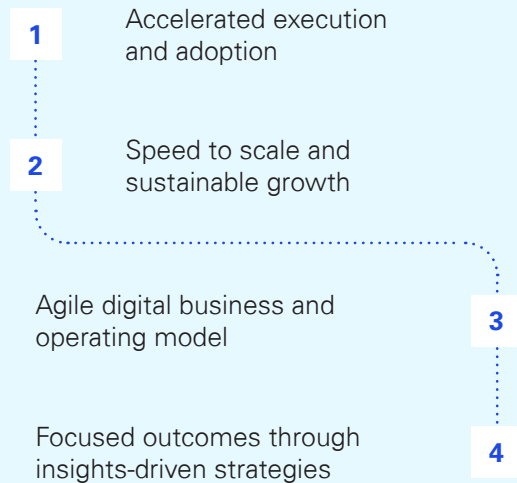 1
Accelerated execution
and adoption
2
Speed to scale and
sustainable growth
Agile digital business and
operating model
3
Focused outcomes through
insights-driven strategies
4